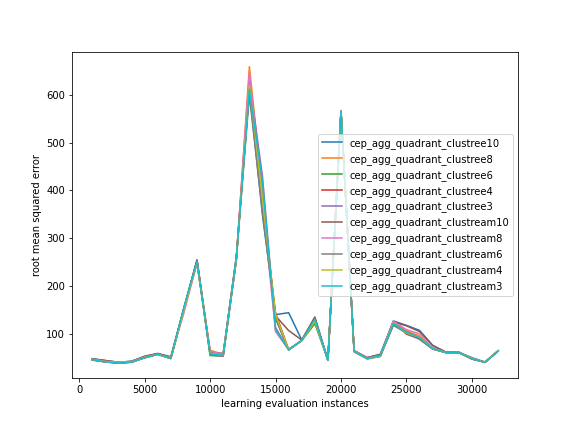 600
500
400
300
200
100
root mean squared error
cep_agg_quadrant_clustree10
cep_agg_quadrant_clustree8
cep_agg_quadrant_clustree6
cep_agg_quadrant_clustree4
cep_agg_quadrant_clustree3
cep_agg_quadrant_clustream10
cep_agg_quadrant_clustream8
cep_agg_quadrant_clustream6
cep_agg_quadrant_clustream4
cep_agg_quadrant_clustream3
0 5000 10000 15000 20000 25000 30000
learning evaluation instances